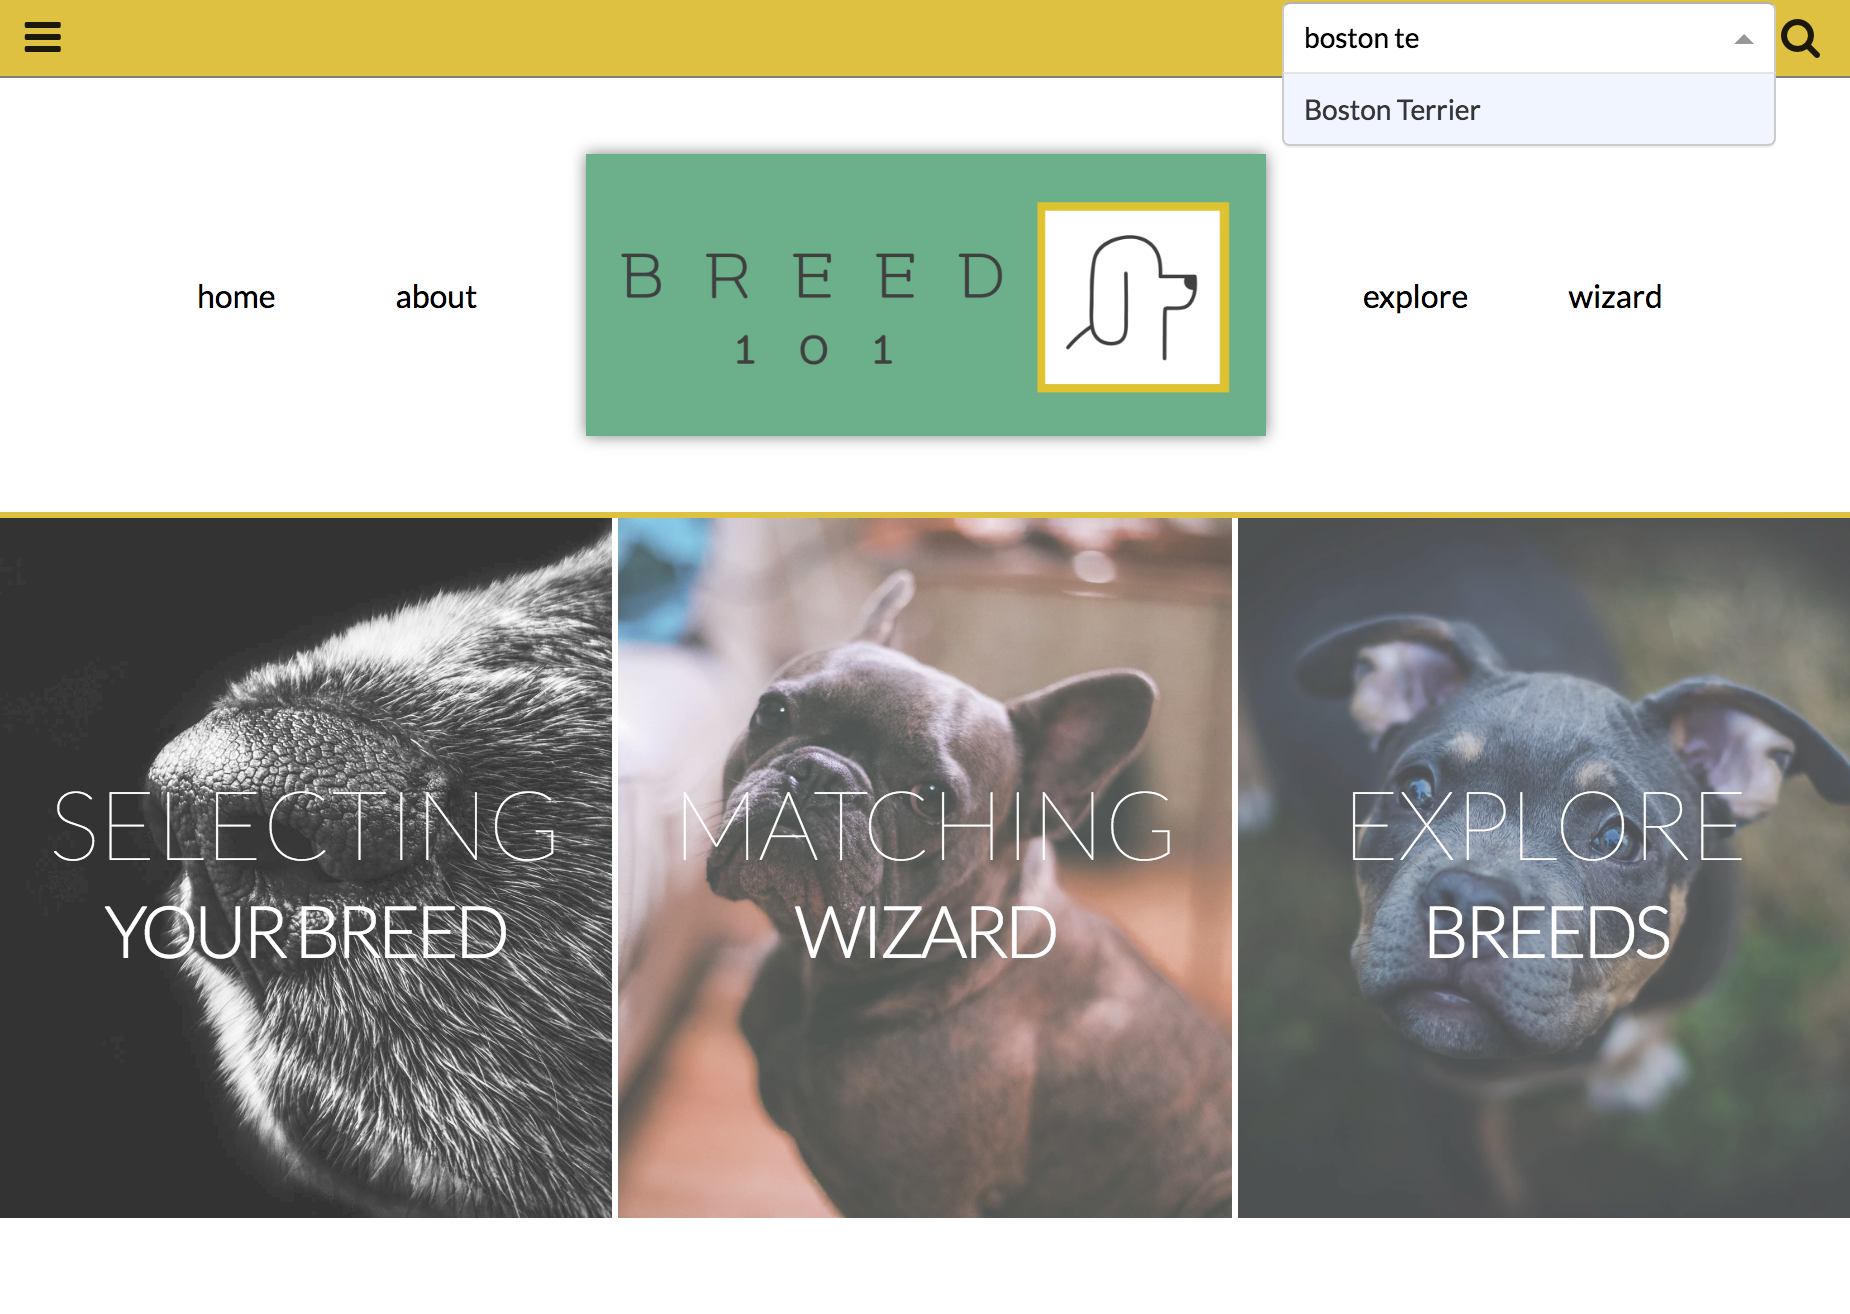 boston te
Boston Terrier
home
about
BREED
101
explore
wizard
SELECTING
YOUR BREED
MATCHING
WIZARD
EXPLORE
BREEDS